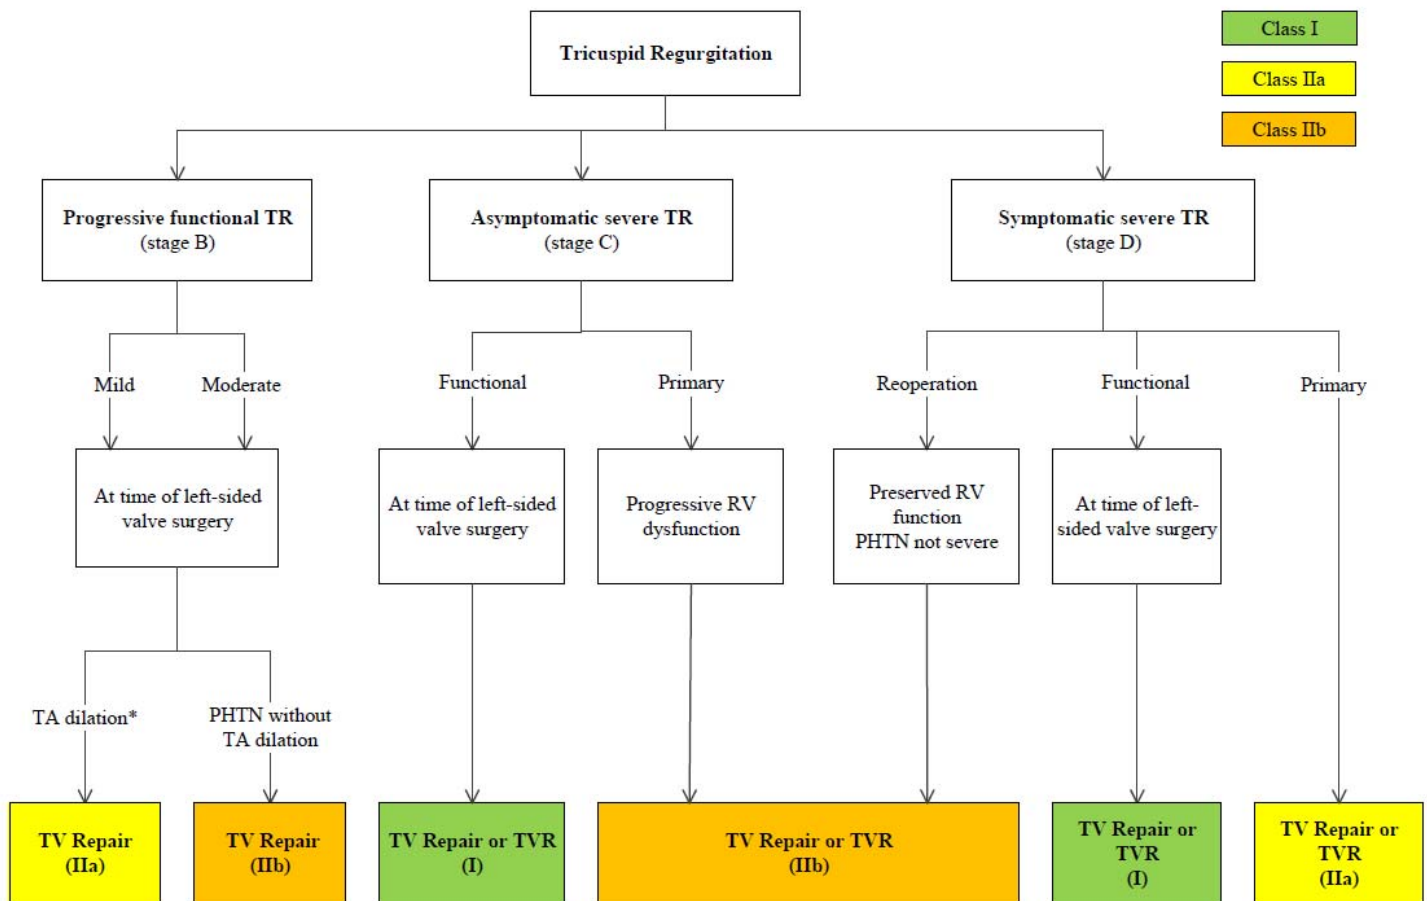 Tricuspid Regurgitation
Class I
Class IIa
Class IIb
Progressive functional TR
(stage B)
Asymptomatic severe TR
(stage C)
Symptomatic severe TR
(stage D)
Mild
Moderate
Functional
Primary
Reoperation
Functional
Primary
At time of left-sided
valve surgery
At time of left-sided
valve surgery
Progressive RV
dysfunction
Preserved RV
function
PHTN not severe
At time of left-
sided valve surgery
TA dilation*
PHTN without
TA dilation
TV Repair
(IIa)
TV Repair
(IIb)
TV Repair or TVR
(I)
TV Repair or TVR
(IIb)
TV Repair or
TVR
(I)
TV Repair or
TVR
(IIa)